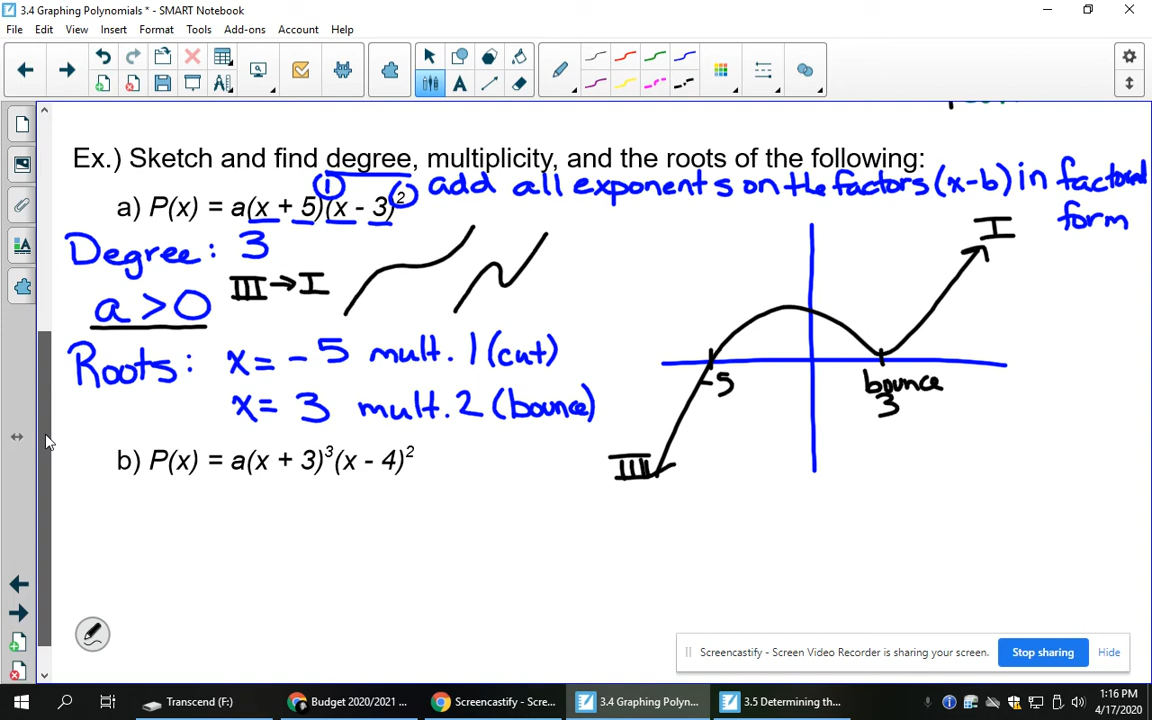 3.4 Graphing Polynomials * - SMART Notebook
File Edit View Insert Format Tools Add-ons Account Help
Ex.) Sketch and find degree, multiplicity, and the roots of the following:
① add all exponents on the factors (x-b) in factored form
a) P(x) = a(x + 5)(x - 3)²
Degree: 3
III → I
I
a > 0
Roots: x = -5 mult. 1 (cut)
-5
bounce
3
x = 3 mult. 2 (bounce)
b) P(x) = a(x + 3)³(x - 4)²
III
Screencastify - Screen Video Recorder is sharing your screen. Stop sharing Hide
Transcend (F:) Budget 2020/2021 ... Screencastify - Scre... 3.4 Graphing Polyno... 3.5 Determining th...
1:16 PM
4/17/2020